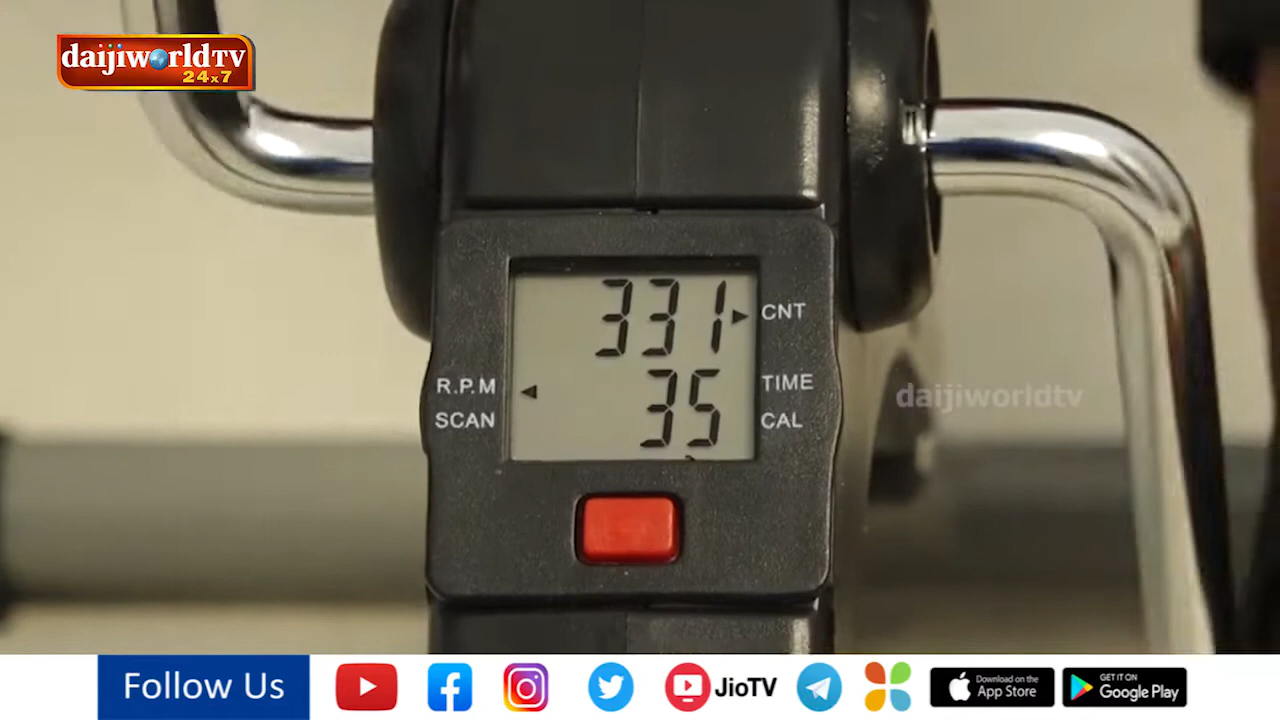 daijiworldTV
24x7
331
CNT
R.P.M
35
TIME
SCAN
CAL
daijiworldtv
Follow Us
JioTV
Download on the
App Store
GET IT ON
Google Play